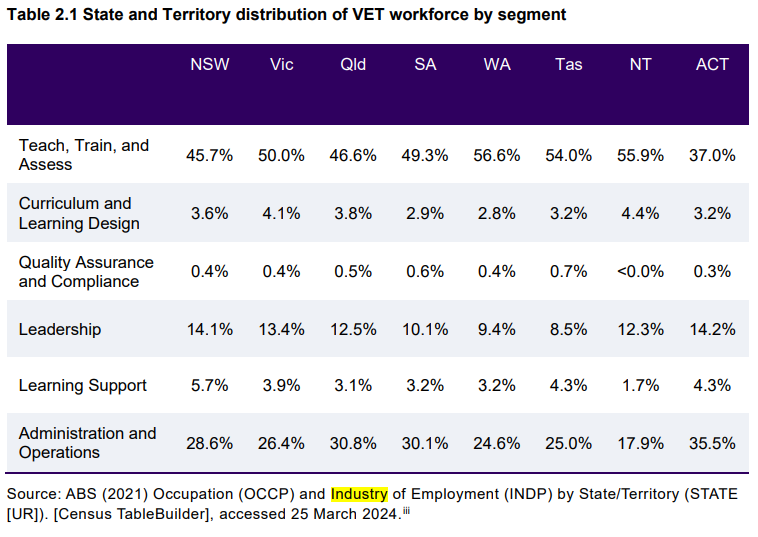 Table 2.1 State and Territory distribution of VET workforce by segment
NSW Vic Qld SA WA Tas NT ACT
Teach, Train, and
Assess
45.7% 50.0% 46.6% 49.3% 56.6% 54.0% 55.9% 37.0%
Curriculum and
Learning Design
3.6% 4.1% 3.8% 2.9% 2.8% 3.2% 4.4% 3.2%
Quality Assurance
and Compliance
0.4% 0.4% 0.5% 0.6% 0.4% 0.7% <0.0% 0.3%
Leadership 14.1% 13.4% 12.5% 10.1% 9.4% 8.5% 12.3% 14.2%
Learning Support 5.7% 3.9% 3.1% 3.2% 3.2% 4.3% 1.7% 4.3%
Administration and
Operations
28.6% 26.4% 30.8% 30.1% 24.6% 25.0% 17.9% 35.5%
Source: ABS (2021) Occupation (OCCP) and Industry of Employment (INDP) by State/Territory (STATE
[UR]). [Census TableBuilder], accessed 25 March 2024.iii